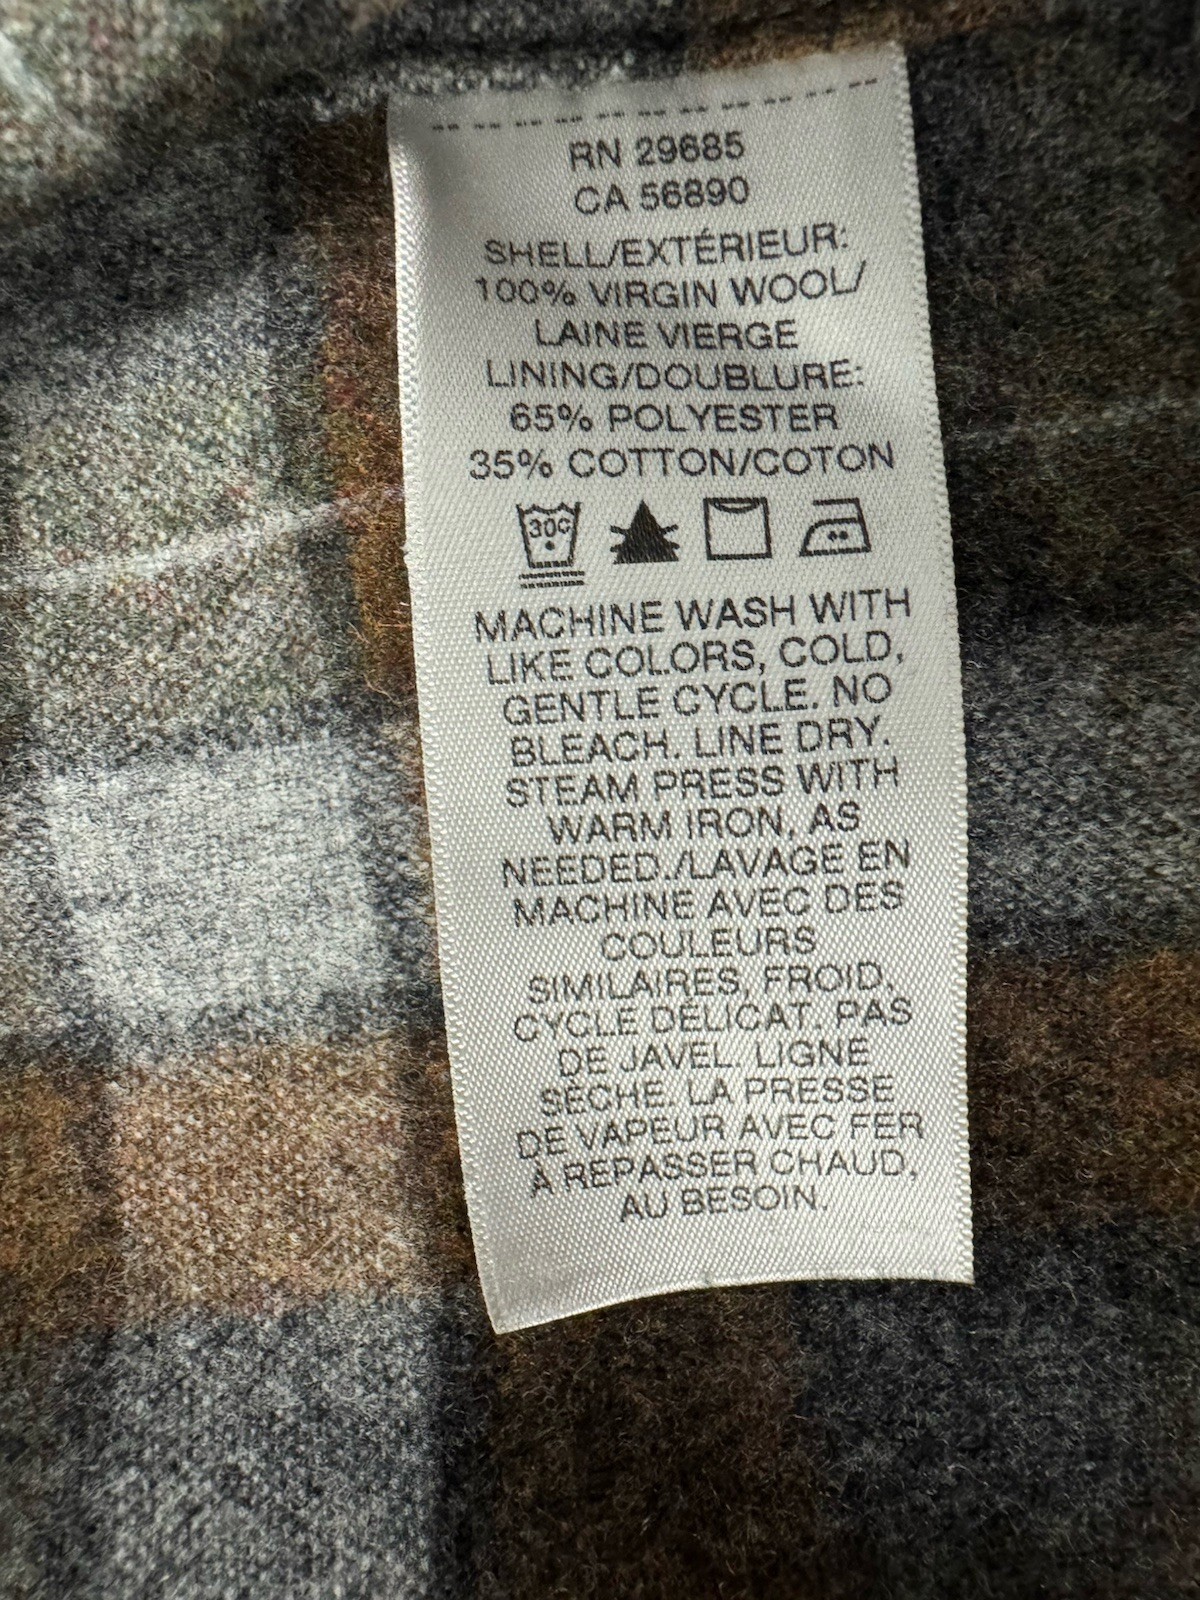 RN 29685
CA 56890
SHELL/EXTÉRIEUR:
100% VIRGIN WOOL/
LAINE VIERGE
LINING/DOUBLURE:
65% POLYESTER
35% COTTON/COTON
30C
MACHINE WASH WITH
LIKE COLORS, COLD,
GENTLE CYCLE. NO
BLEACH. LINE DRY.
STEAM PRESS WITH
WARM IRON, AS
NEEDED./LAVAGE EN
MACHINE AVEC DES
COULEURS
SIMILAIRES, FROID,
CYCLE DÉLICAT. PAS
DE JAVEL. LIGNE
SÈCHE. LA PRESSE
DE VAPEUR AVEC FER
À REPASSER CHAUD,
AU BESOIN.